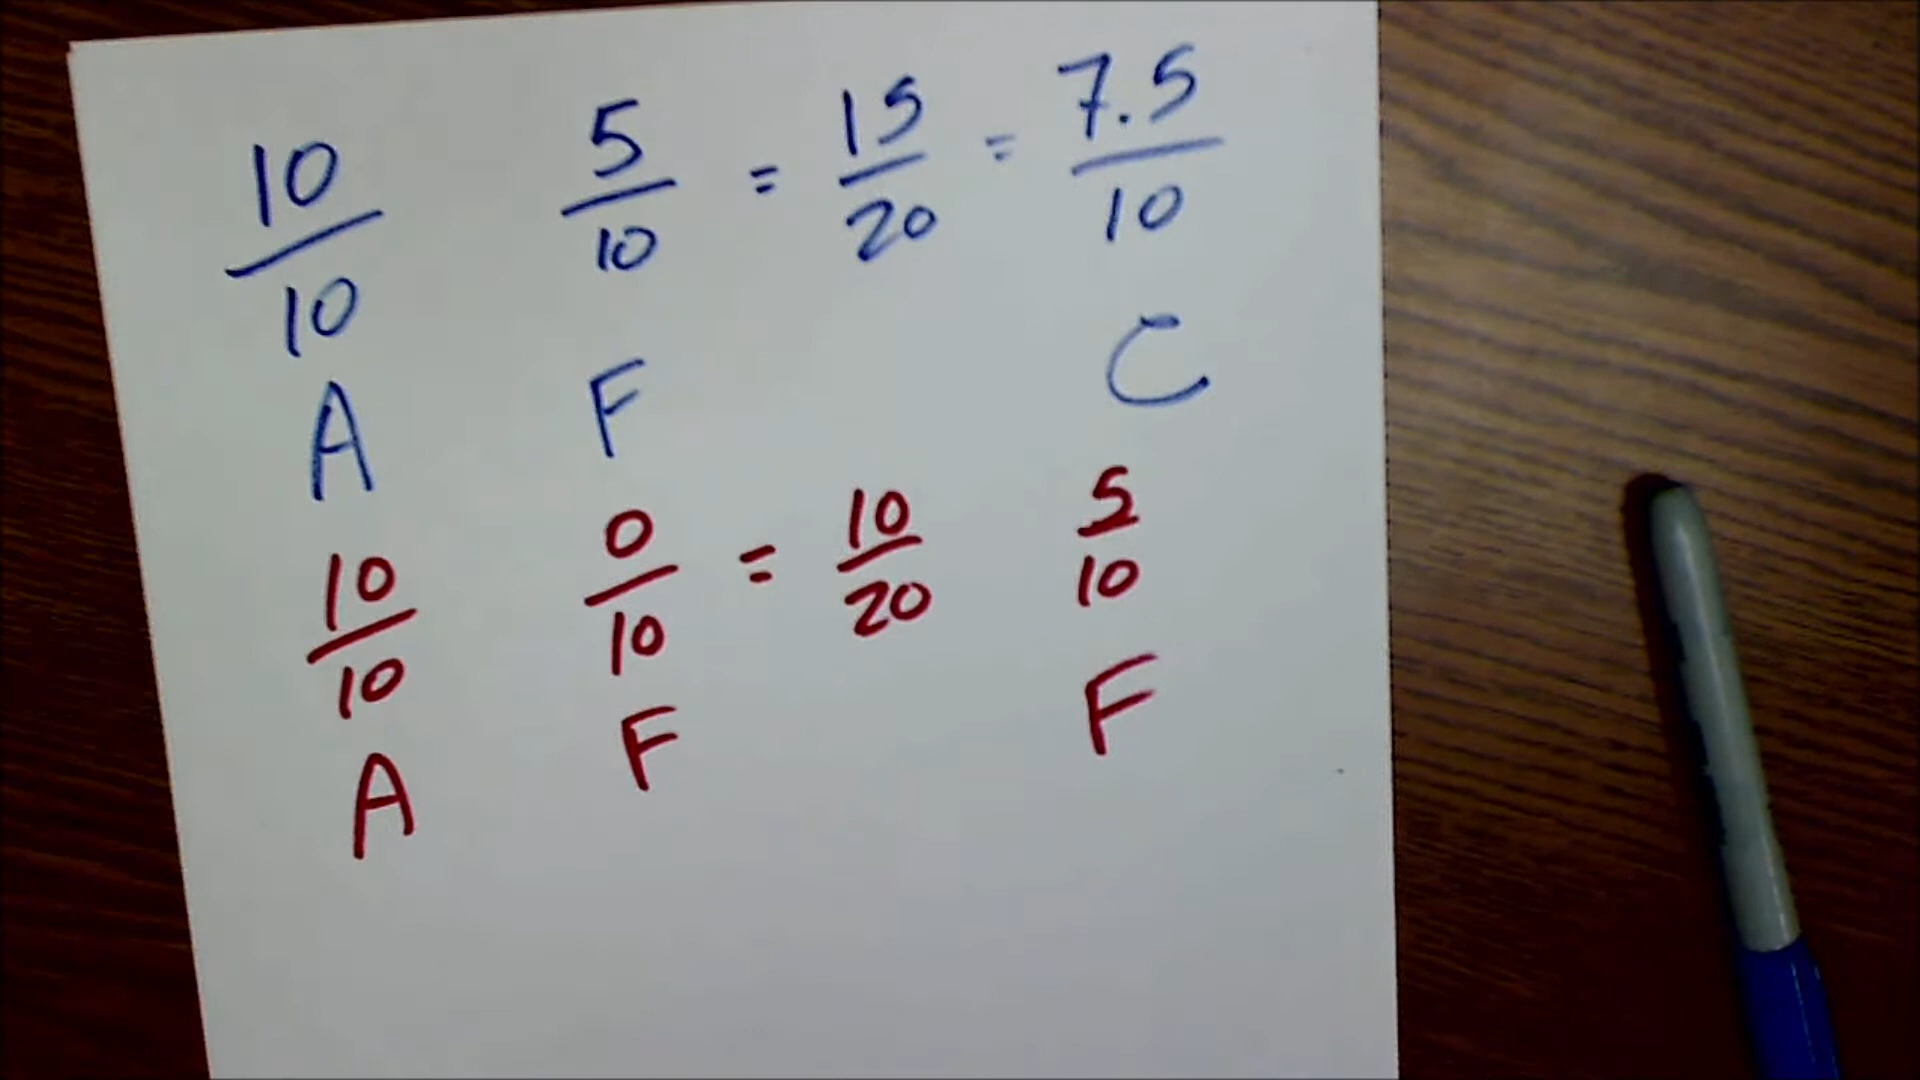 10/10 5/10 = 15/20 = 7.5/10
A F C
10/10 0/10 = 10/20 5/10
A F F